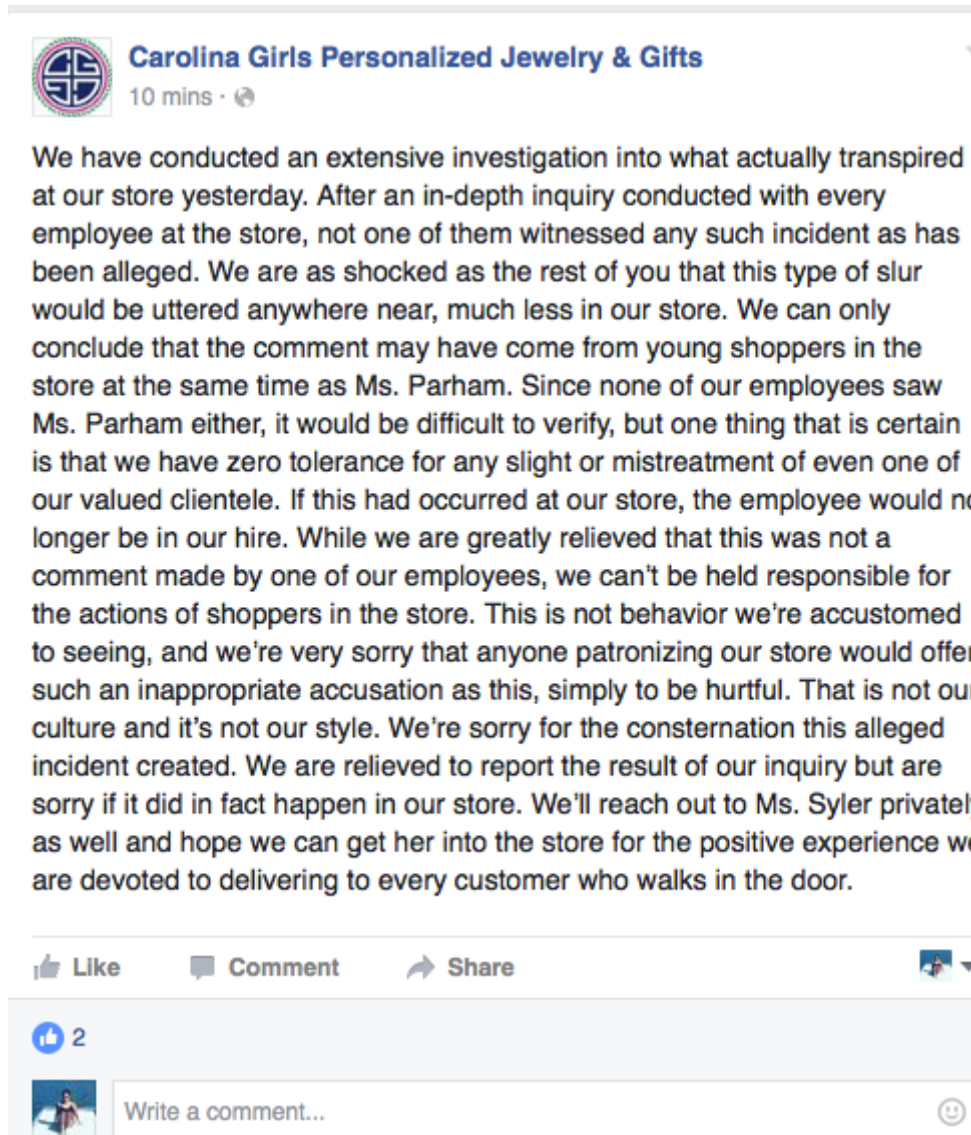 Carolina Girls Personalized Jewelry & Gifts
10 mins ·
We have conducted an extensive investigation into what actually transpired
at our store yesterday. After an in-depth inquiry conducted with every
employee at the store, not one of them witnessed any such incident as has
been alleged. We are as shocked as the rest of you that this type of slur
would be uttered anywhere near, much less in our store. We can only
conclude that the comment may have come from young shoppers in the
store at the same time as Ms. Parham. Since none of our employees saw
Ms. Parham either, it would be difficult to verify, but one thing that is certain
is that we have zero tolerance for any slight or mistreatment of even one of
our valued clientele. If this had occurred at our store, the employee would no
longer be in our hire. While we are greatly relieved that this was not a
comment made by one of our employees, we can't be held responsible for
the actions of shoppers in the store. This is not behavior we're accustomed
to seeing, and we're very sorry that anyone patronizing our store would offer
such an inappropriate accusation as this, simply to be hurtful. That is not our
culture and it's not our style. We're sorry for the consternation this alleged
incident created. We are relieved to report the result of our inquiry but are
sorry if it did in fact happen in our store. We'll reach out to Ms. Syler privately
as well and hope we can get her into the store for the positive experience we
are devoted to delivering to every customer who walks in the door.
Like Comment Share
2
Write a comment...